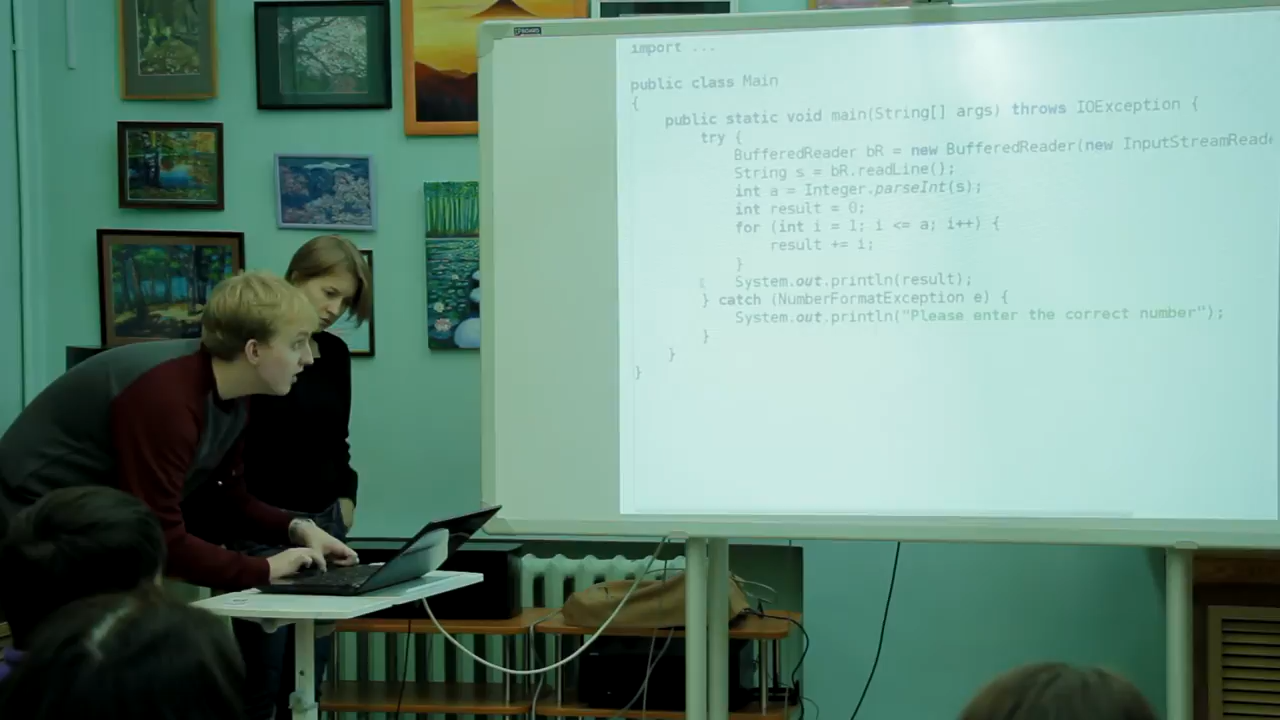 import ...
public class Main
{
public static void main(String[] args) throws IOException {
try {
BufferedReader bR = new BufferedReader(new InputStreamReade
String s = bR.readLine();
int a = Integer.parseInt(s);
int result = 0;
for (int i = 1; i <= a; i++) {
result += i;
}
System.out.println(result);
} catch (NumberFormatException e) {
System.out.println("Please enter the correct number");
}
}
}